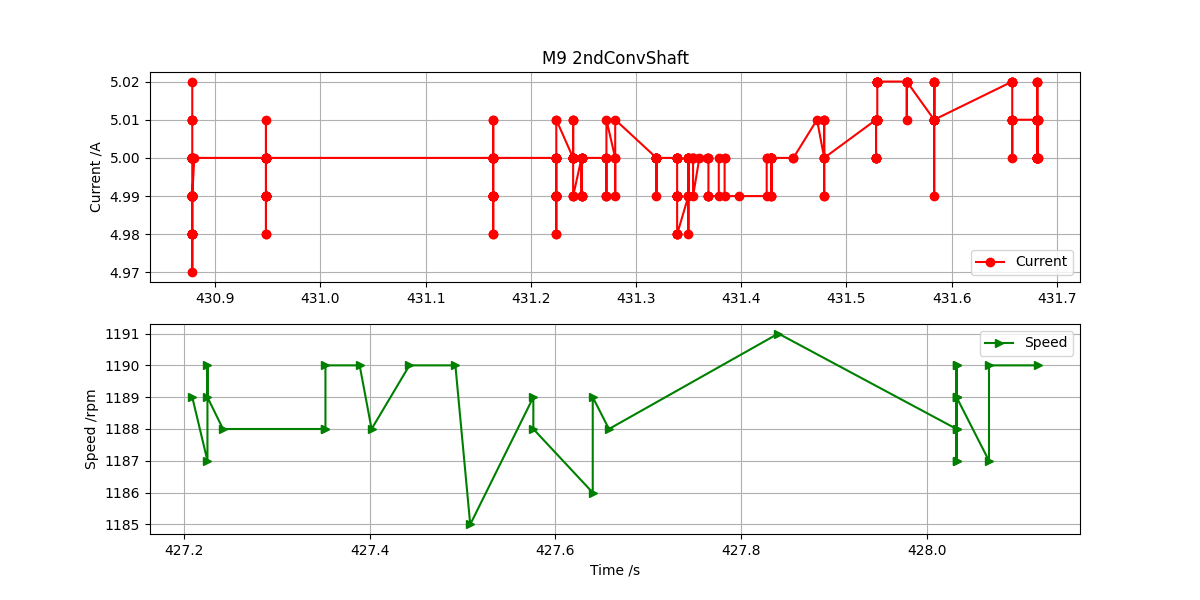 M9 2ndConvShaft
5.02
5.01
5.00
4.99
4.98
4.97
Current /A
Current
430.9 431.0 431.1 431.2 431.3 431.4 431.5 431.6 431.7
1191
1190
1189
1188
1187
1186
1185
Speed /rpm
Speed
427.2 427.4 427.6 427.8 428.0
Time /s